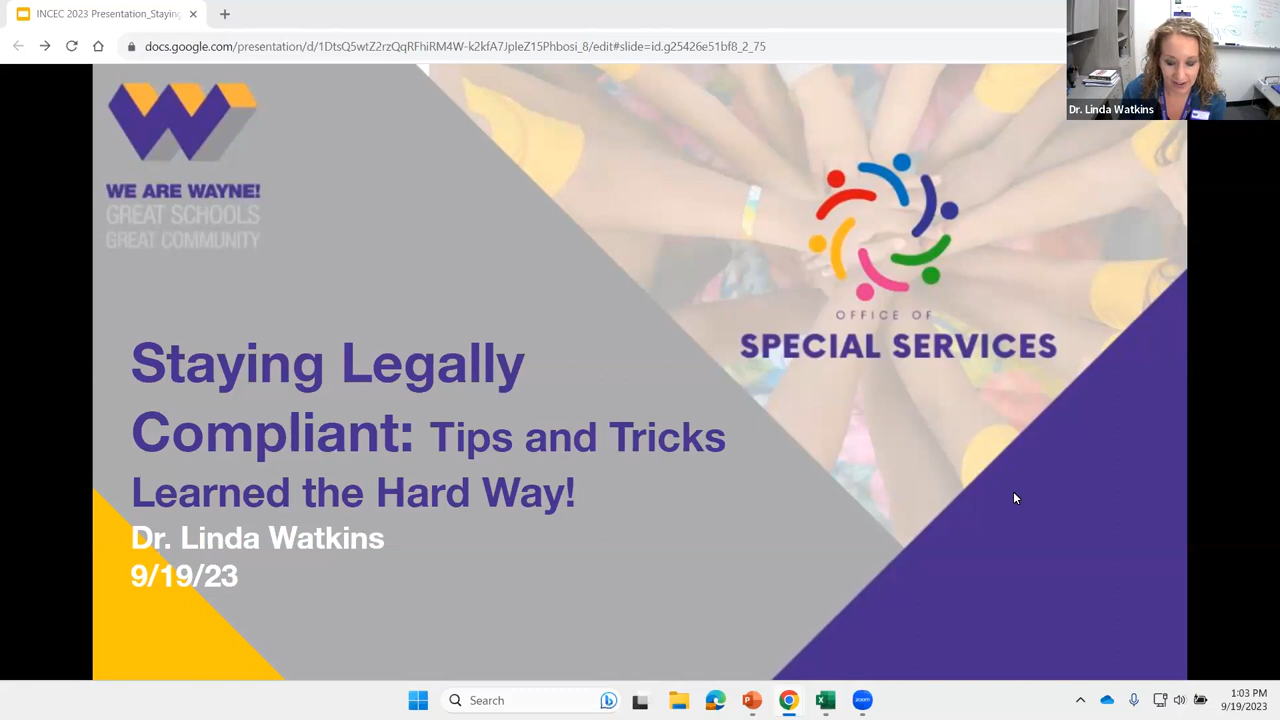 INCEC 2023 Presentation_Staying
docs.google.com/presentation/d/1DtsQ5wtZ2rzQqRFhiRM4W-k2kfA7JpleZ15Phbosi_8/edit#slide=id.g25426e51bf8_2_75
Dr. Linda Watkins
WE ARE WAYNE!
GREAT SCHOOLS
GREAT COMMUNITY
OFFICE OF
SPECIAL SERVICES
Staying Legally
Compliant: Tips and Tricks
Learned the Hard Way!
Dr. Linda Watkins
9/19/23
Search
zoom
1:03 PM
9/19/2023